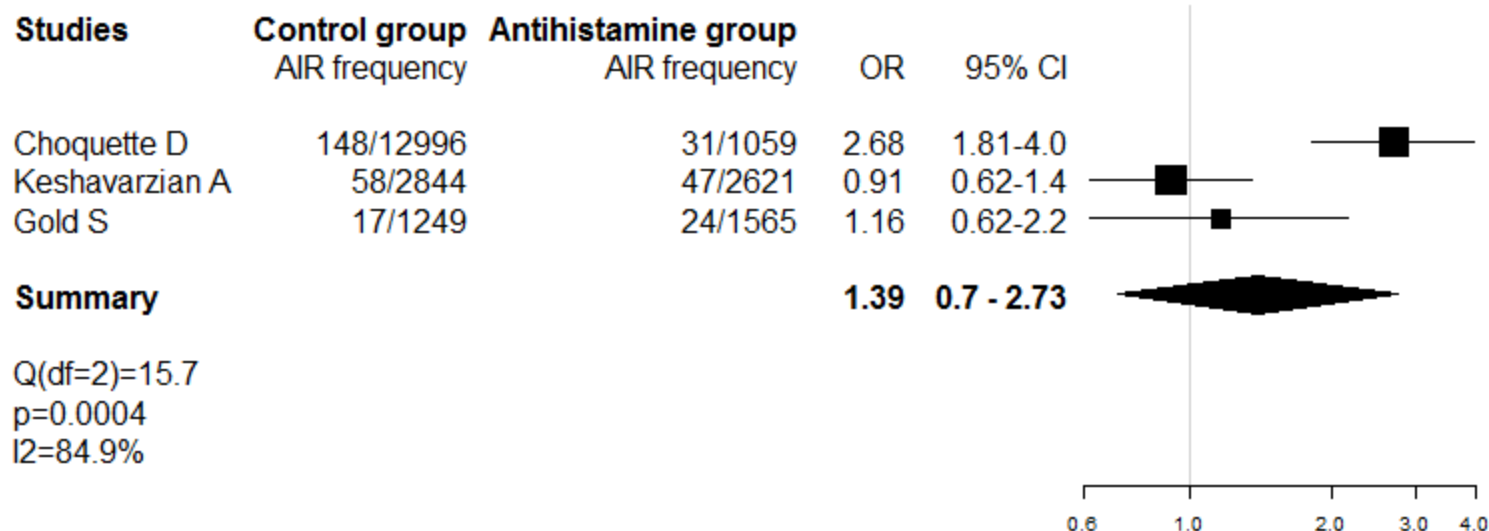 Studies Control group Antihistamine group
AIR frequency AIR frequency OR 95% CI
Choquette D 148/12996 31/1059 2.68 1.81-4.0
Keshavarzian A 58/2844 47/2621 0.91 0.62-1.4
Gold S 17/1249 24/1565 1.16 0.62-2.2
Summary 1.39 0.7 - 2.73
Q(df=2)=15.7
p=0.0004
I2=84.9%
0.6 1.0 2.0 3.0 4.0